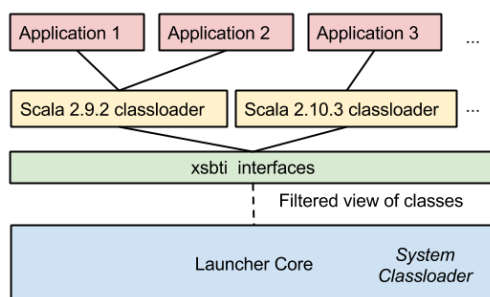 Application 1
Application 2
Application 3
...
Scala 2.9.2 classloader
Scala 2.10.3 classloader
...
xsbti interfaces
Filtered view of classes
Launcher Core
System
Classloader